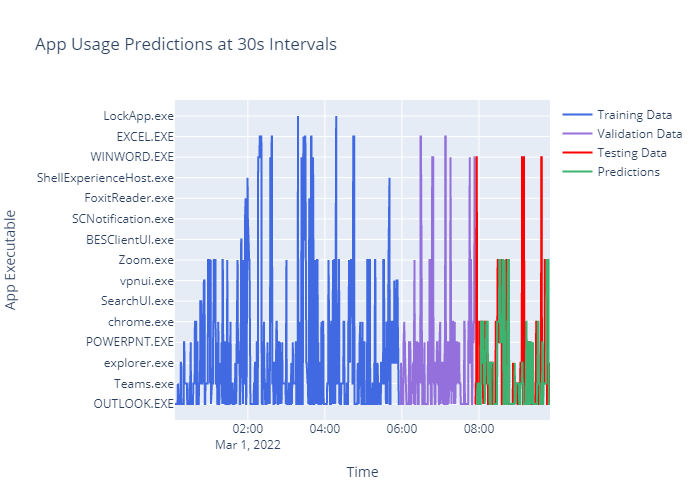 App Usage Predictions at 30s Intervals
LockApp.exe
EXCEL.EXE
WINWORD.EXE
ShellExperienceHost.exe
FoxitReader.exe
SCNotification.exe
BESClientUI.exe
Zoom.exe
vpnui.exe
SearchUI.exe
chrome.exe
POWERPNT.EXE
explorer.exe
Teams.exe
OUTLOOK.EXE
App Executable
02:00
04:00
06:00
08:00
Mar 1, 2022
Time
Training Data
Validation Data
Testing Data
Predictions